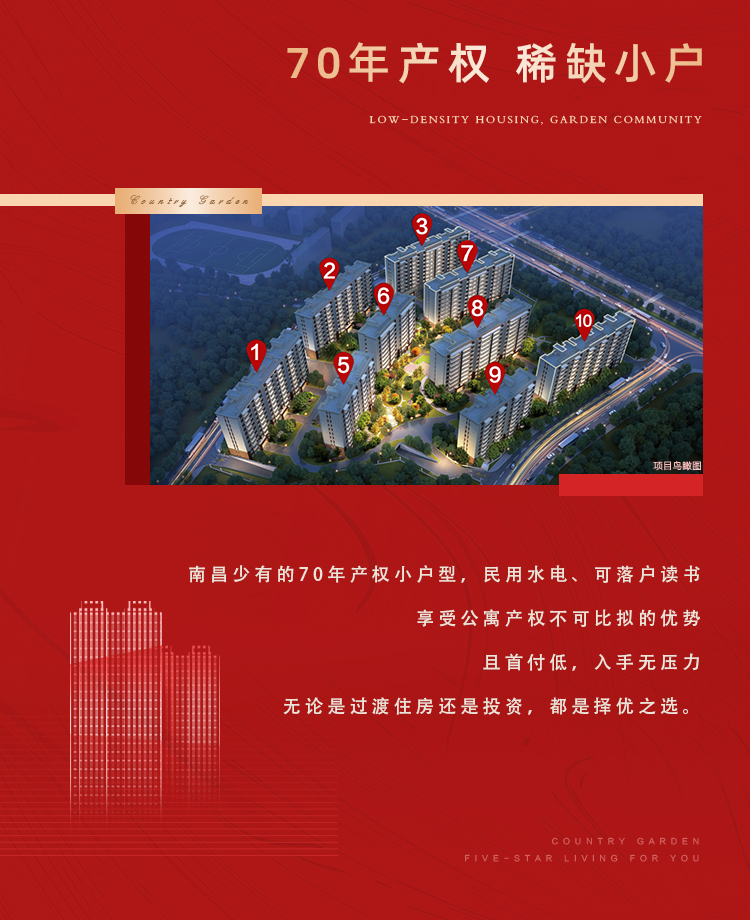 70年产权 稀缺小户
LOW-DENSITY HOUSING, GARDEN COMMUNITY
Country Garden
3
7
2
6
8
10
1
5
9
项目鸟瞰图
南昌少有的70年产权小户型，民用水电、可落户读书
享受公寓产权不可比拟的优势
且首付低，入手无压力
无论是过渡住房还是投资，都是择优之选。
COUNTRY GARDEN
FIVE-STAR LIVING FOR YOU